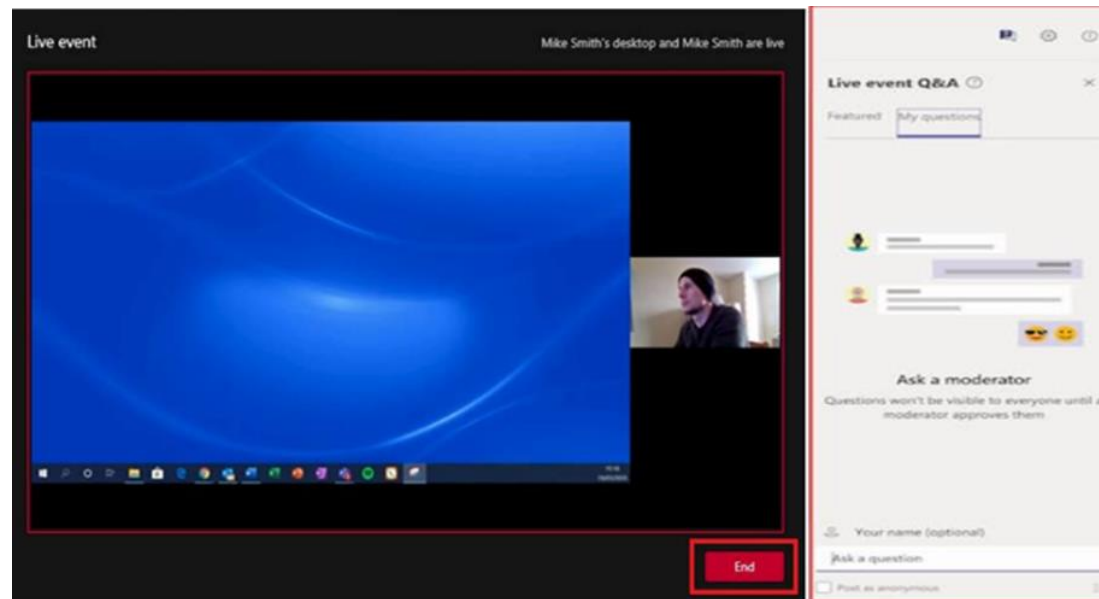 Live event
Mike Smith's desktop and Mike Smith are live
End
Live event Q&A
Featured
My questions
Ask a moderator
Questions won't be visible to everyone until a
moderator approves them
Your name (optional)
Ask a question
Post as anonymous